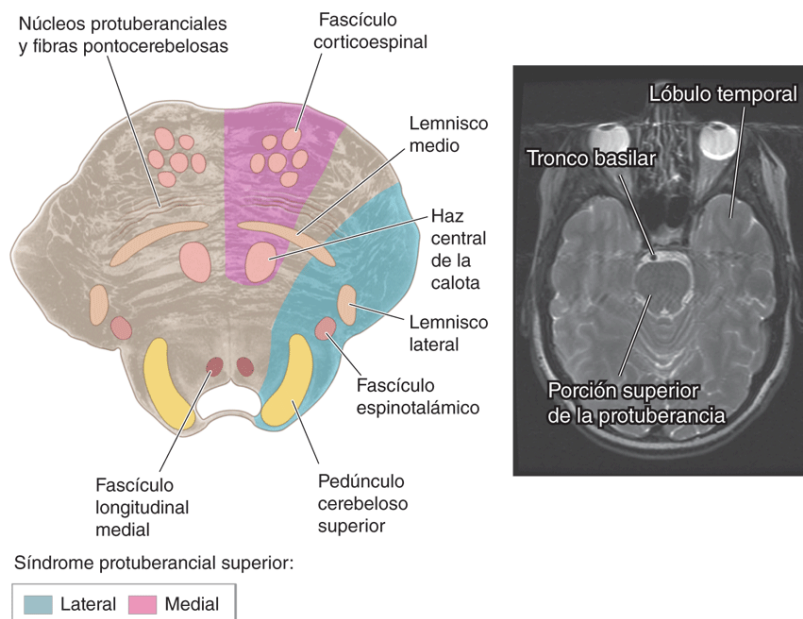 Núcleos protuberanciales
y fibras pontocerebelosas
Fascículo
corticoespinal
Lemnisco
medio
Haz
central
de la
calota
Lemnisco
lateral
Fascículo
espinotalámico
Pedúnculo
cerebeloso
superior
Fascículo
longitudinal
medial
Síndrome protuberancial superior:
Lateral
Medial
Lóbulo temporal
Tronco basilar
Porción superior
de la protuberancia